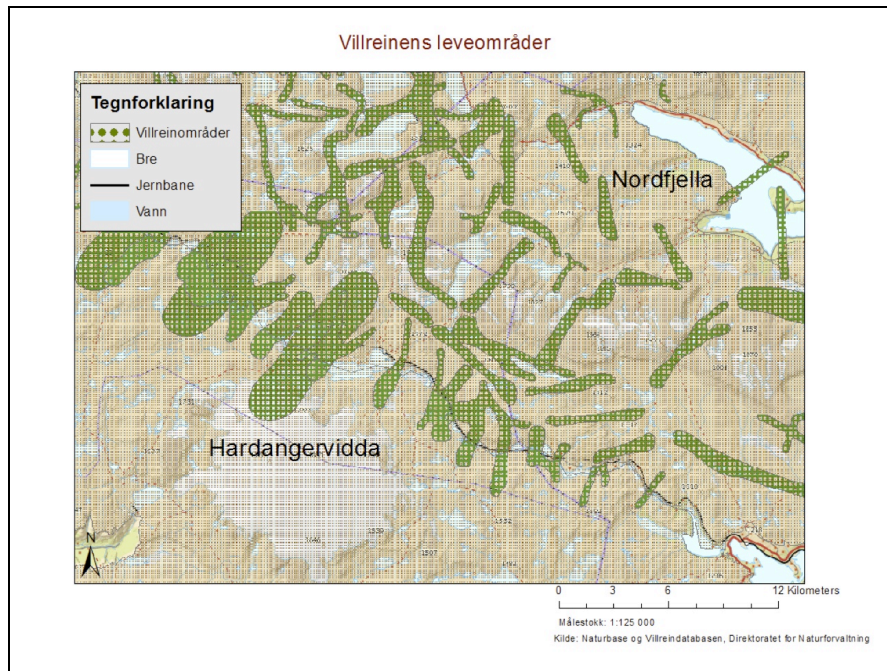 Villreinens leveområder
Tegnforklaring
Villreinområder
Bre
Jernbane
Vann
Nordfjella
Hardangervidda
N
0 3 6 12 Kilometers
Målestokk: 1:125 000
Kilde: Naturbase og Villreindatabasen, Direktoratet for Naturforvaltning